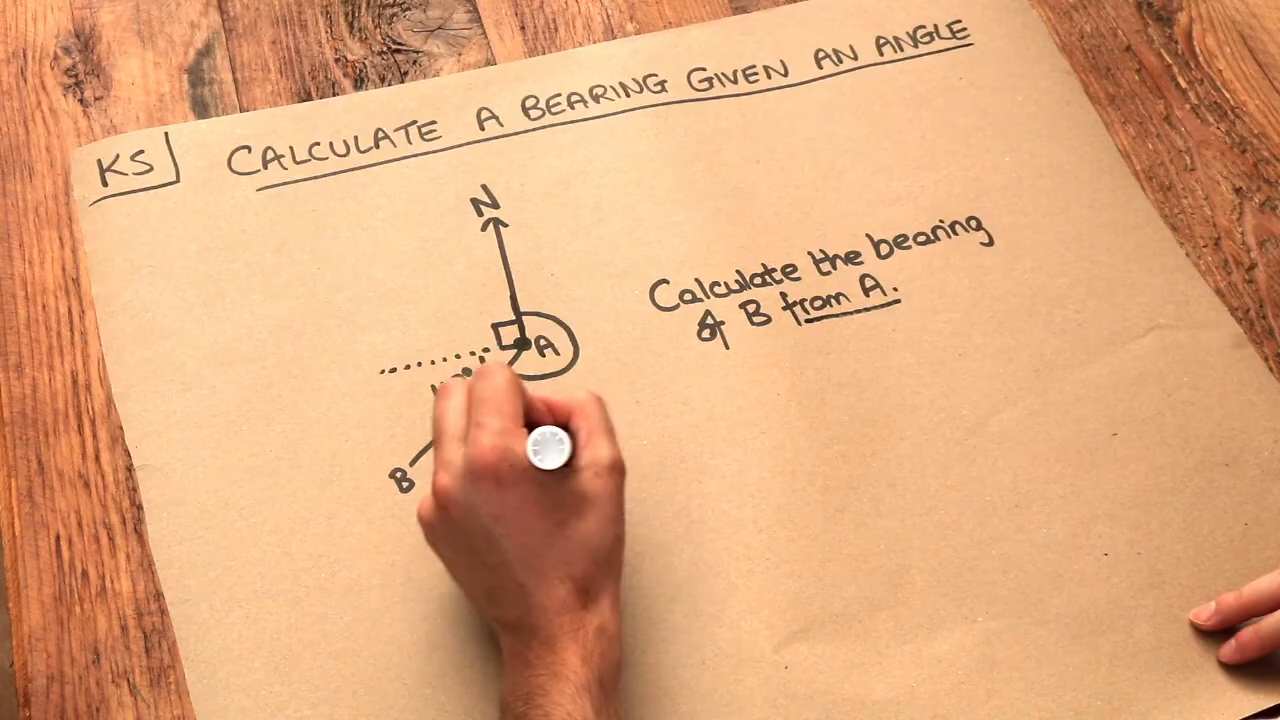 KS
CALCULATE A BEARING GIVEN AN ANGLE
N
Calculate the bearing
of B from A.
A
B